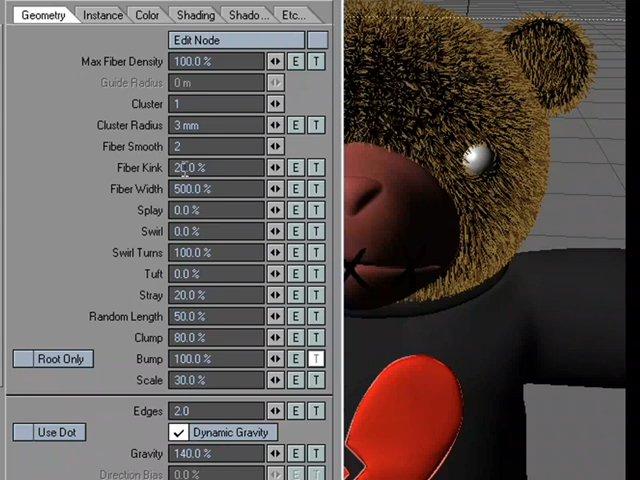 Geometry Instance Color Shading Shado... Etc...
Edit Node
Max Fiber Density 100.0 % E T
Guide Radius 0 m
Cluster 1
Cluster Radius 3 mm E T
Fiber Smooth 2
Fiber Kink 20.0 % E T
Fiber Width 500.0 % E T
Splay 0.0 % E T
Swirl 0.0 % E T
Swirl Turns 100.0 % E T
Tuft 0.0 % E T
Stray 20.0 % E T
Random Length 50.0 % E T
Clump 80.0 % E T
Root Only Bump 100.0 % E T
Scale 30.0 % E T
Edges 2.0 E T
Use Dot Dynamic Gravity
Gravity 140.0 % E T
Direction Bias 0.0 % E T